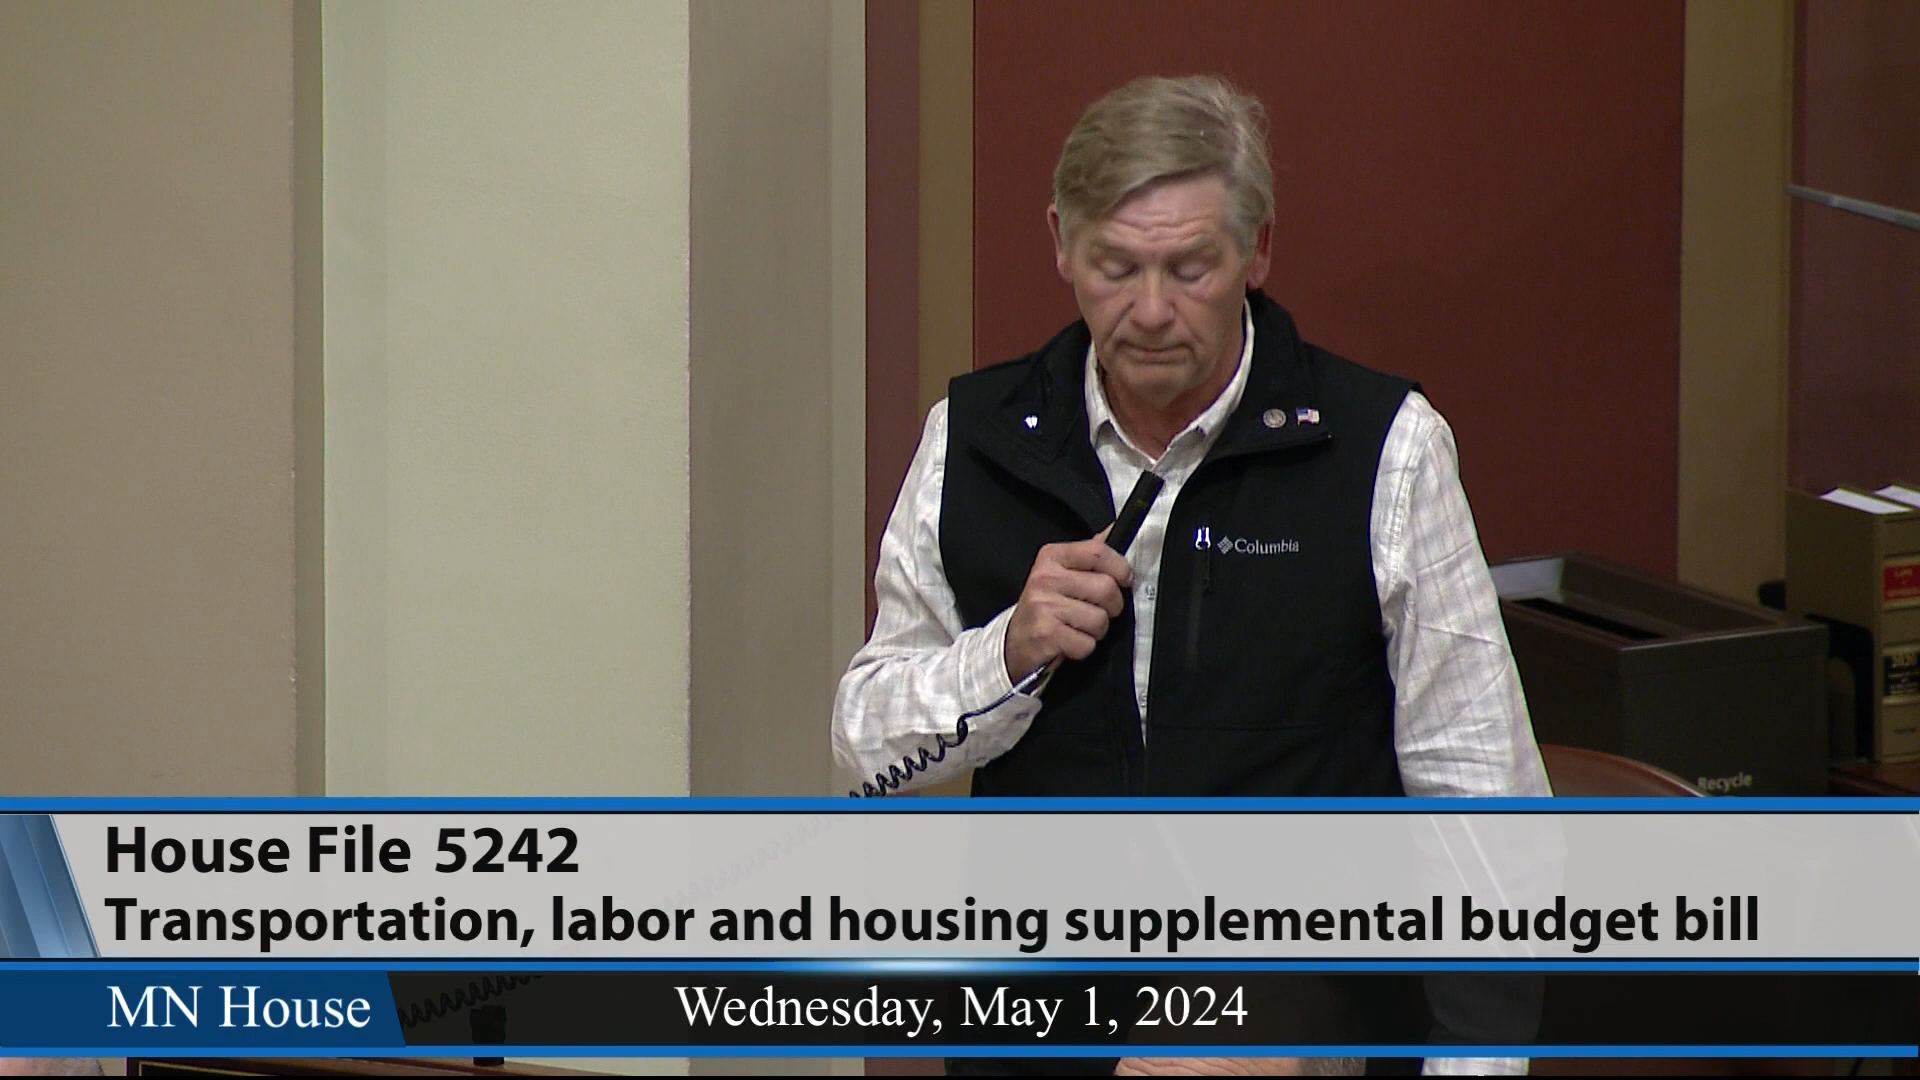 Columbia
Recycle
House File 5242
Transportation, labor and housing supplemental budget bill
MN House
Wednesday, May 1, 2024